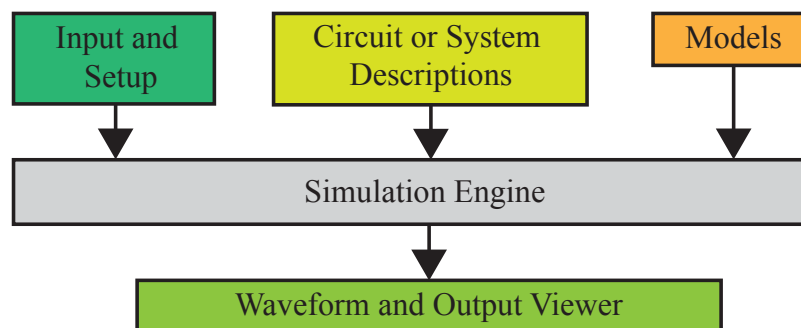 Input and
Setup
Circuit or System
Descriptions
Models
Simulation Engine
Waveform and Output Viewer